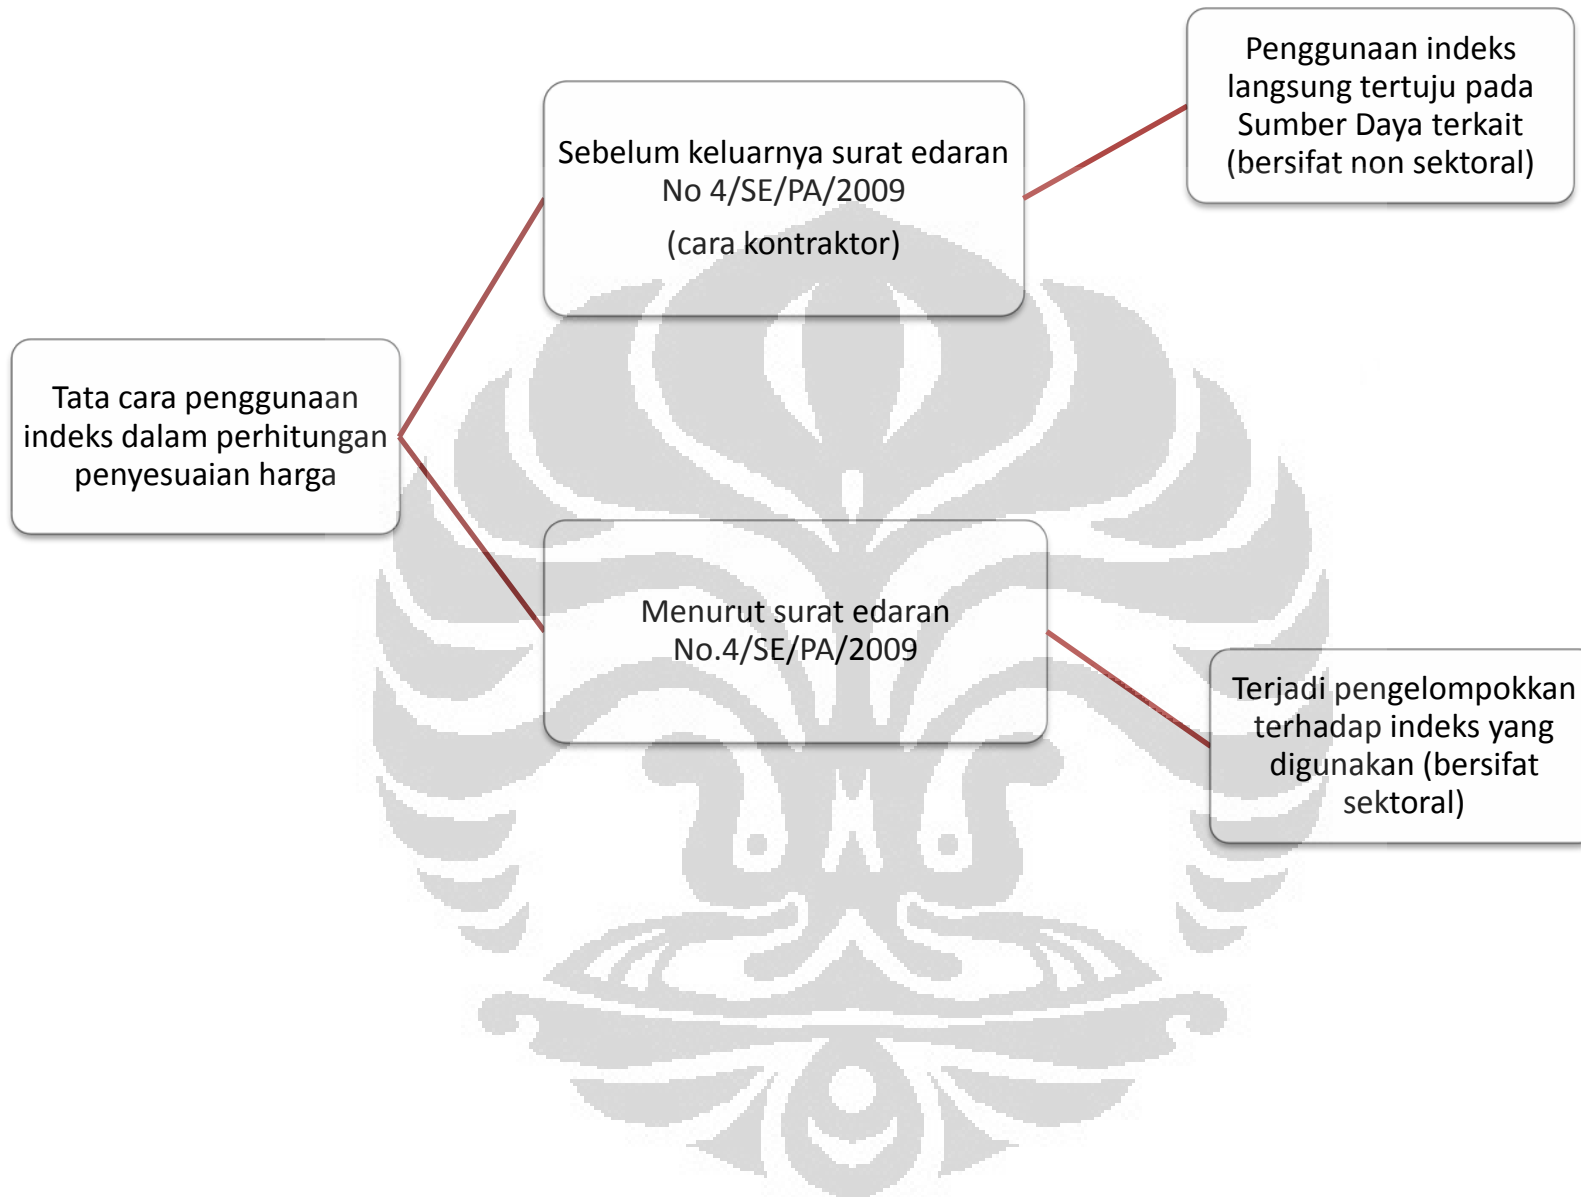 Tata cara penggunaan
indeks dalam perhitungan
penyesuaian harga
Sebelum keluarnya surat edaran
No 4/SE/PA/2009
(cara kontraktor)
Penggunaan indeks
langsung tertuju pada
Sumber Daya terkait
(bersifat non sektoral)
Menurut surat edaran
No.4/SE/PA/2009
Terjadi pengelompokkan
terhadap indeks yang
digunakan (bersifat
sektoral)